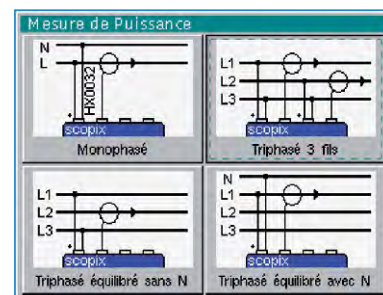 Mesure de Puissance
N
L
HX0032
scopix
Monophasé
L1
L2
L3
scopix
Triphasé 3 fils
L1
L2
L3
scopix
Triphasé équilibré sans N
N
L1
L2
L3
scopix
Triphasé équilibré avec N